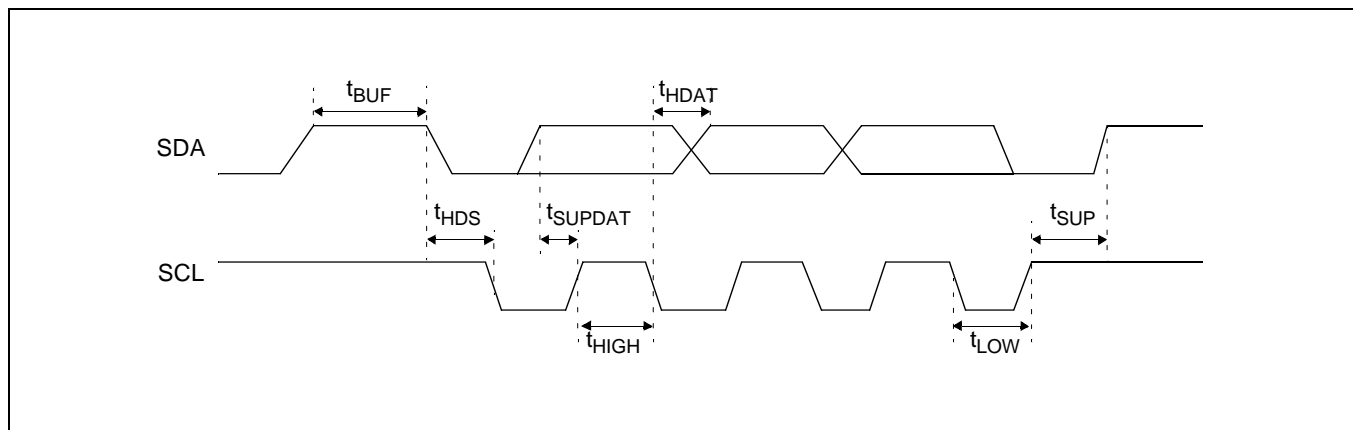 tBUF
tHDAT
SDA
tHDS
tSUPDAT
tSUP
SCL
tHIGH
tLOW